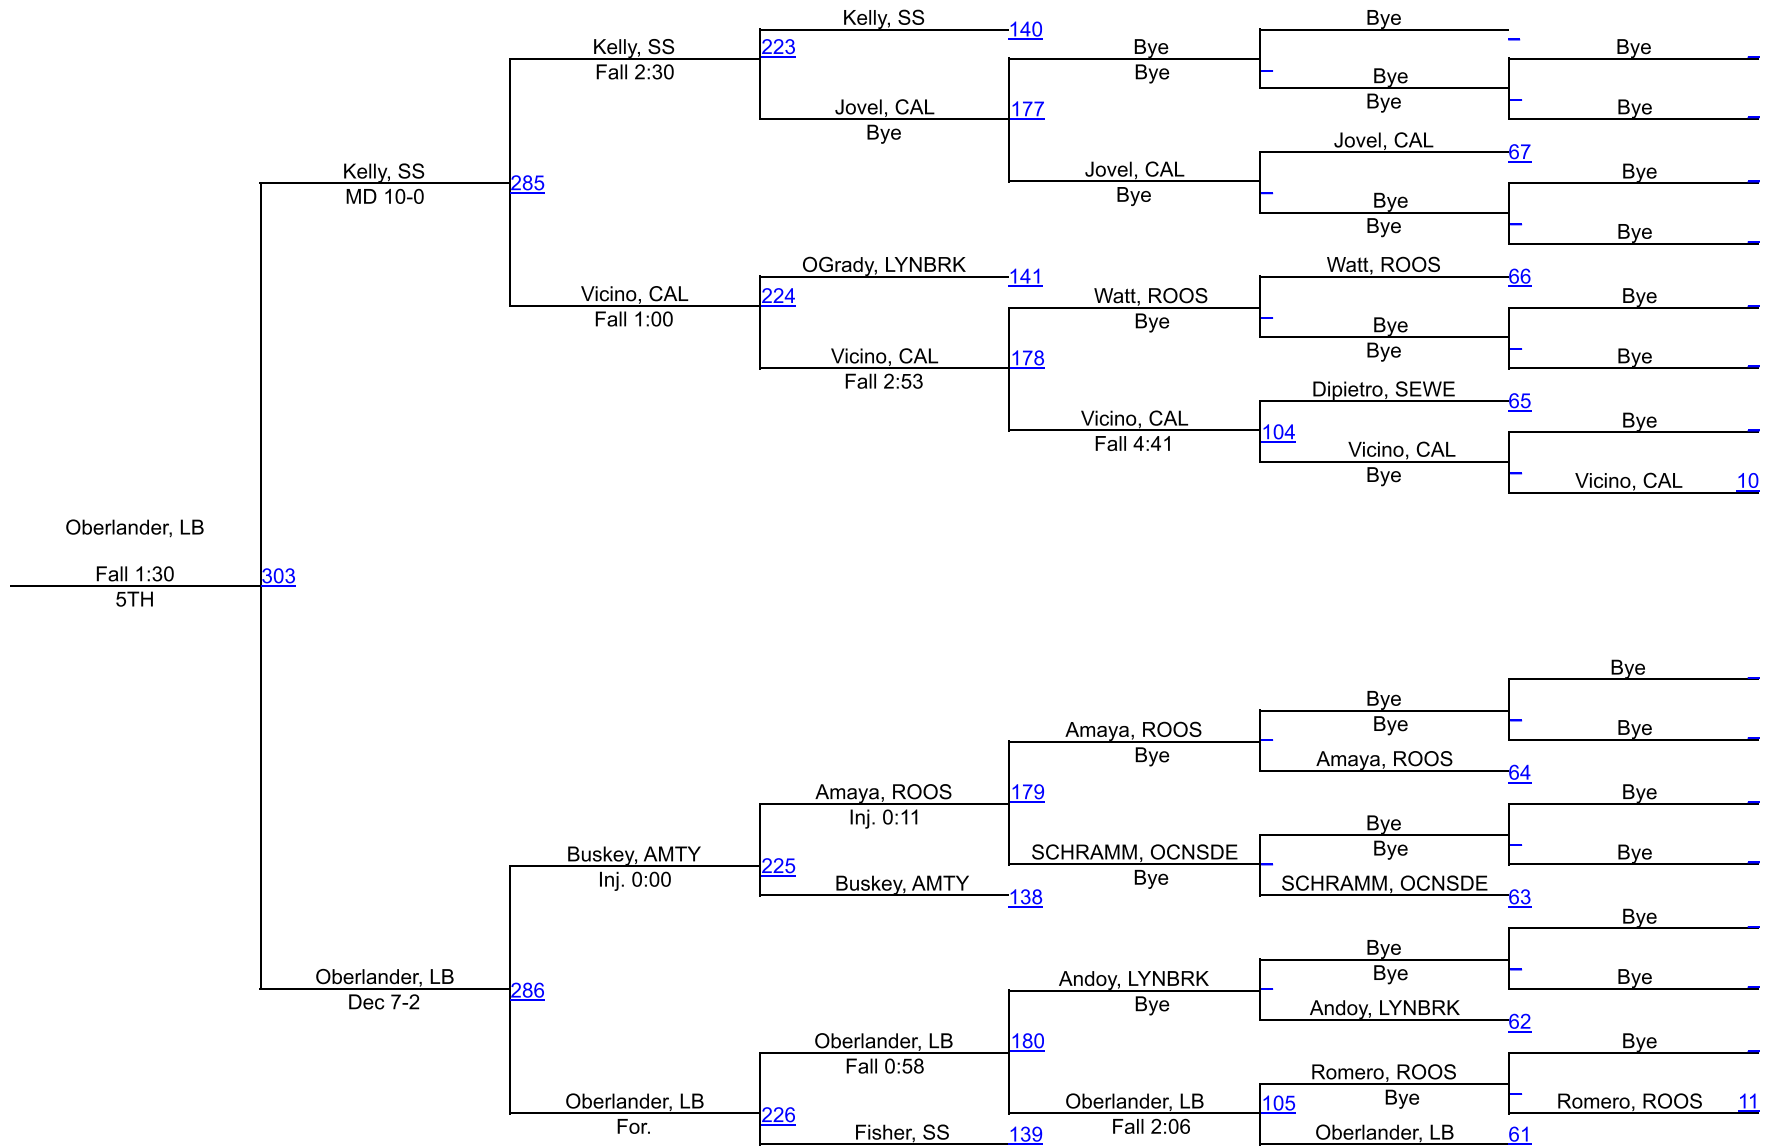 Kelly, SS
140
Bye
Kelly, SS
223
Bye
Bye
Fall 2:30
Bye
Bye
Jovel, CAL
177
Bye
Bye
Bye
Jovel, CAL
67
Kelly, SS
285
Jovel, CAL
Bye
MD 10-0
Bye
Bye
Bye
Bye
OGrady, LYNBRK
141
Watt, ROOS
66
Vicino, CAL
224
Watt, ROOS
Bye
Fall 1:00
Bye
Bye
Bye
Vicino, CAL
178
Bye
Fall 2:53
Dipietro, SEWE
65
Vicino, CAL
104
Bye
Fall 4:41
Vicino, CAL
Bye
Vicino, CAL
10
Oberlander, LB
Fall 1:30
303
5TH
Bye
Bye
Bye
Amaya, ROOS
Bye
Bye
Amaya, ROOS
64
Amaya, ROOS
179
Bye
Inj. 0:11
Bye
Bye
Buskey, AMTY
225
SCHRAMM, OCNSDE
Bye
Inj. 0:00
Bye
Buskey, AMTY
138
SCHRAMM, OCNSDE
63
Bye
Bye
Oberlander, LB
286
Andoy, LYNBRK
Bye
Bye
Dec 7-2
Bye
Andoy, LYNBRK
62
Oberlander, LB
180
Bye
Fall 0:58
Romero, ROOS
Oberlander, LB
226
Oberlander, LB
105
Bye
Romero, ROOS
11
For.
Fall 2:06
Fisher, SS
139
Oberlander, LB
61